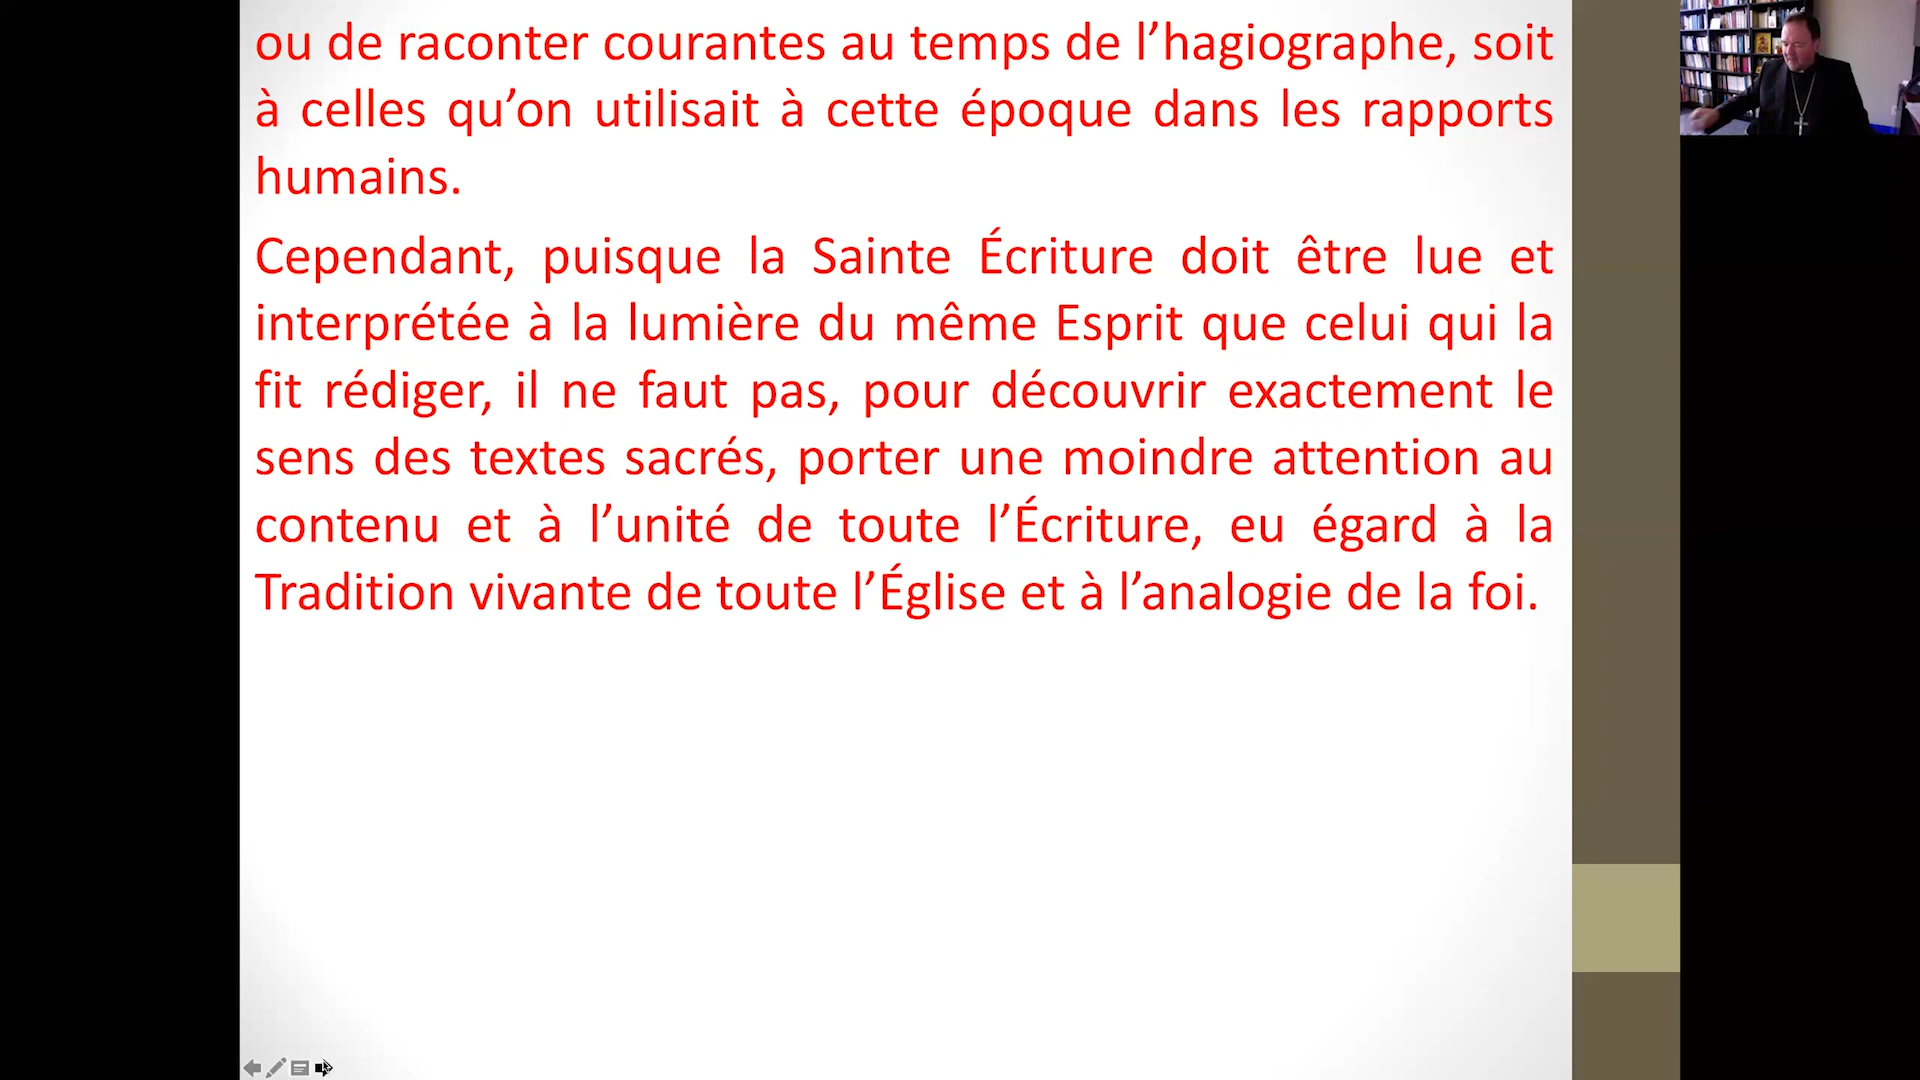 ou de raconter courantes au temps de l’hagiographe, soit
à celles qu’on utilisait à cette époque dans les rapports
humains.
Cependant, puisque la Sainte Écriture doit être lue et
interprétée à la lumière du même Esprit que celui qui la
fit rédiger, il ne faut pas, pour découvrir exactement le
sens des textes sacrés, porter une moindre attention au
contenu et à l’unité de toute l’Écriture, eu égard à la
Tradition vivante de toute l’Église et à l’analogie de la foi.